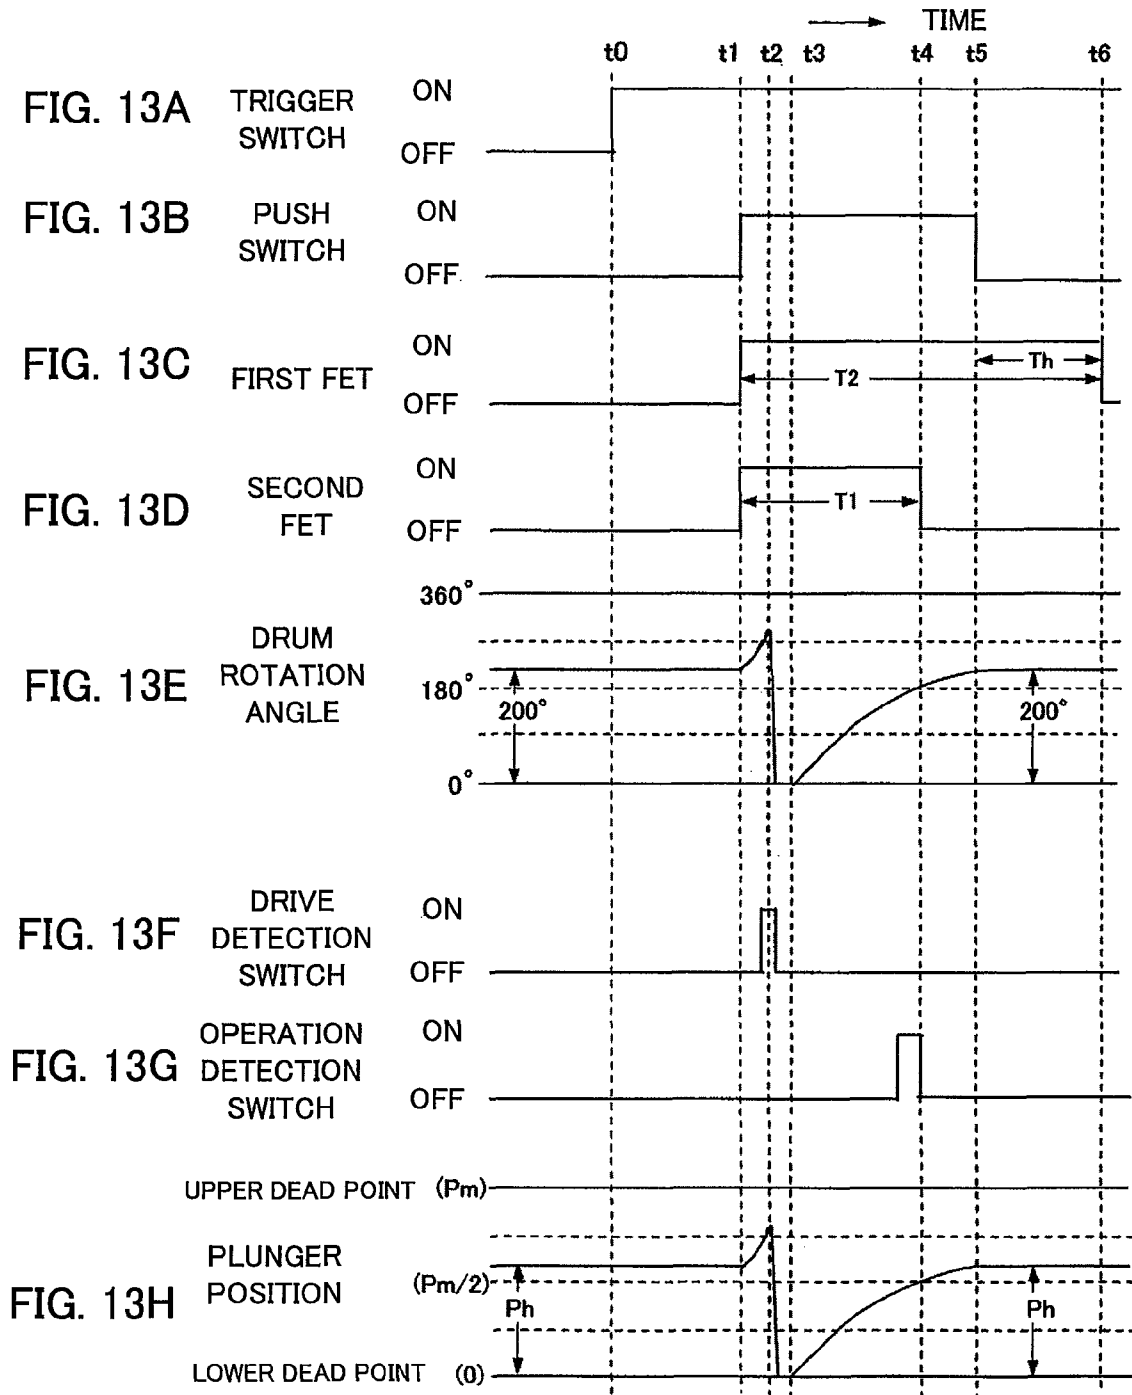 TIME
t0 t1 t2 t3 t4 t5 t6
FIG. 13A
TRIGGER
SWITCH
ON
OFF
FIG. 13B
PUSH
SWITCH
ON
OFF
FIG. 13C
FIRST FET
ON
OFF
Th
T2
FIG. 13D
SECOND
FET
ON
OFF
T1
FIG. 13E
DRUM
ROTATION
ANGLE
360°
180°
0°
200°
200°
FIG. 13F
DRIVE
DETECTION
SWITCH
ON
OFF
FIG. 13G
OPERATION
DETECTION
SWITCH
ON
OFF
UPPER DEAD POINT (Pm)
FIG. 13H
PLUNGER
POSITION
(Pm/2)
Ph
Ph
LOWER DEAD POINT (0)